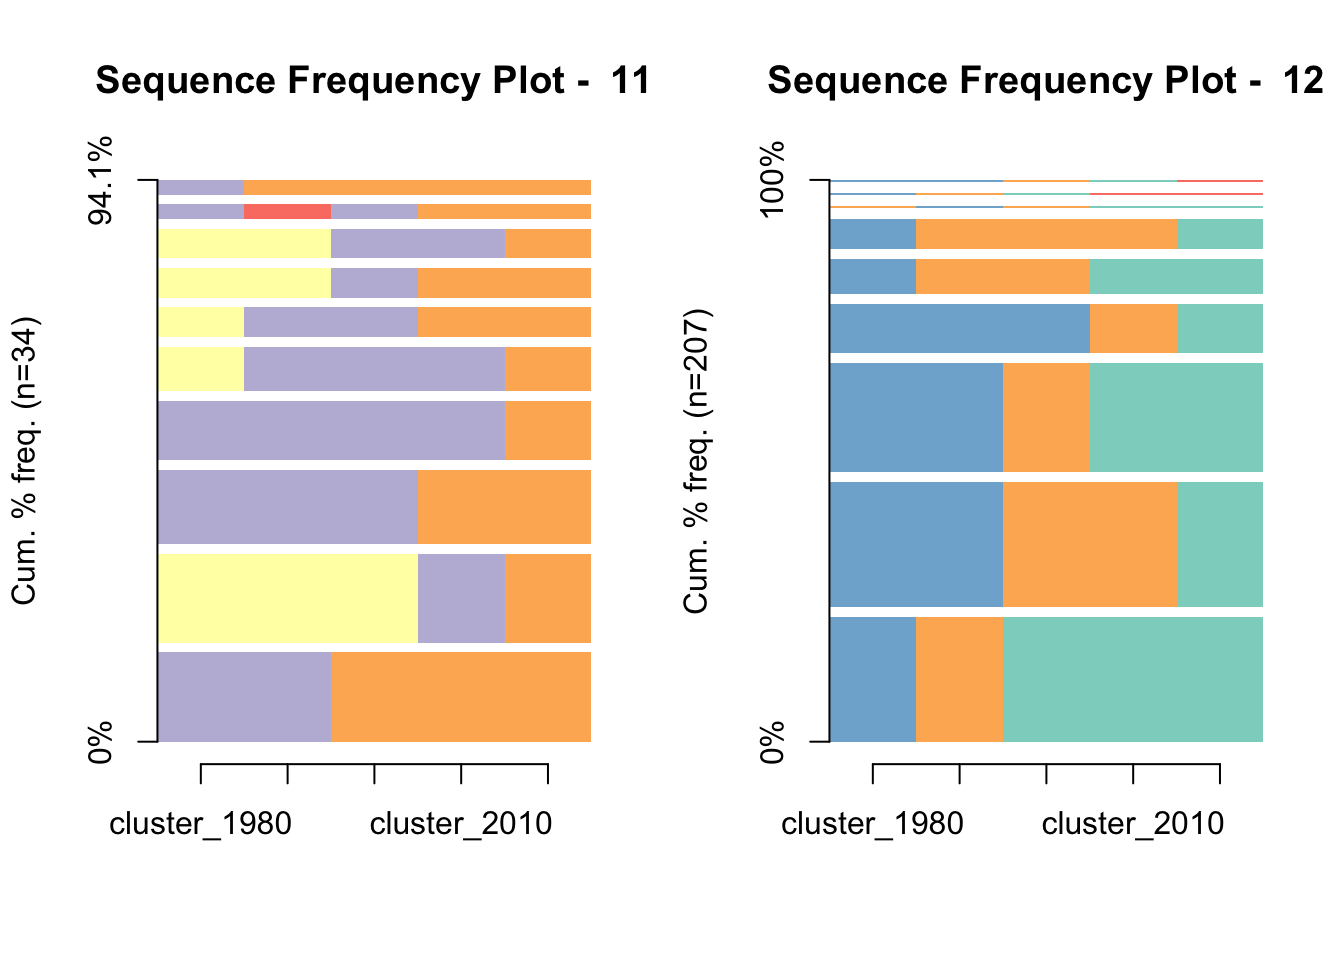 Sequence Frequency Plot -  11
94.1%
Cum. % freq. (n=34)
0%
cluster_1980
cluster_2010
Sequence Frequency Plot -  12
100%
Cum. % freq. (n=207)
0%
cluster_1980
cluster_2010